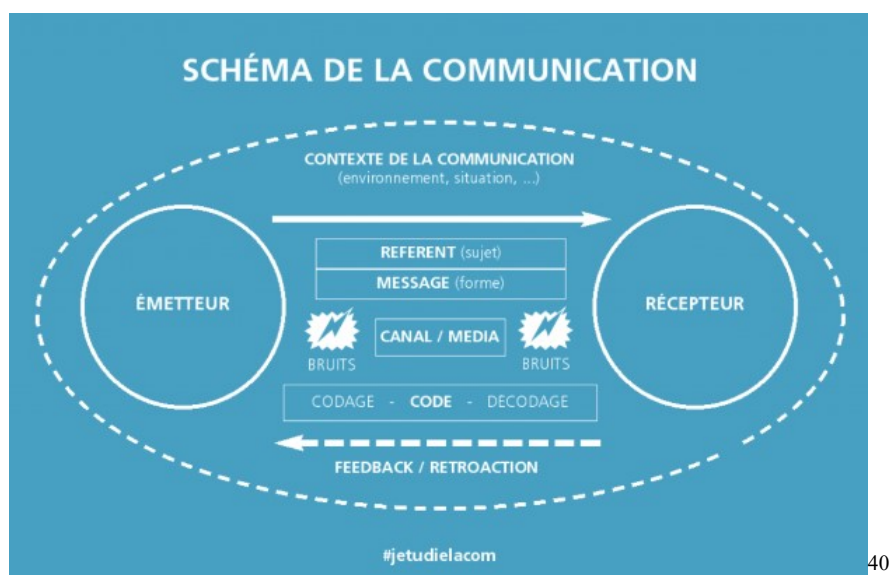 SCHÉMA DE LA COMMUNICATION
CONTEXTE DE LA COMMUNICATION
(environnement, situation, ...)
REFERENT (sujet)
MESSAGE (forme)
ÉMETTEUR
RÉCEPTEUR
CANAL / MEDIA
BRUITS
BRUITS
CODAGE - CODE - DECODAGE
FEEDBACK / RETROACTION
#jetudielacom
40